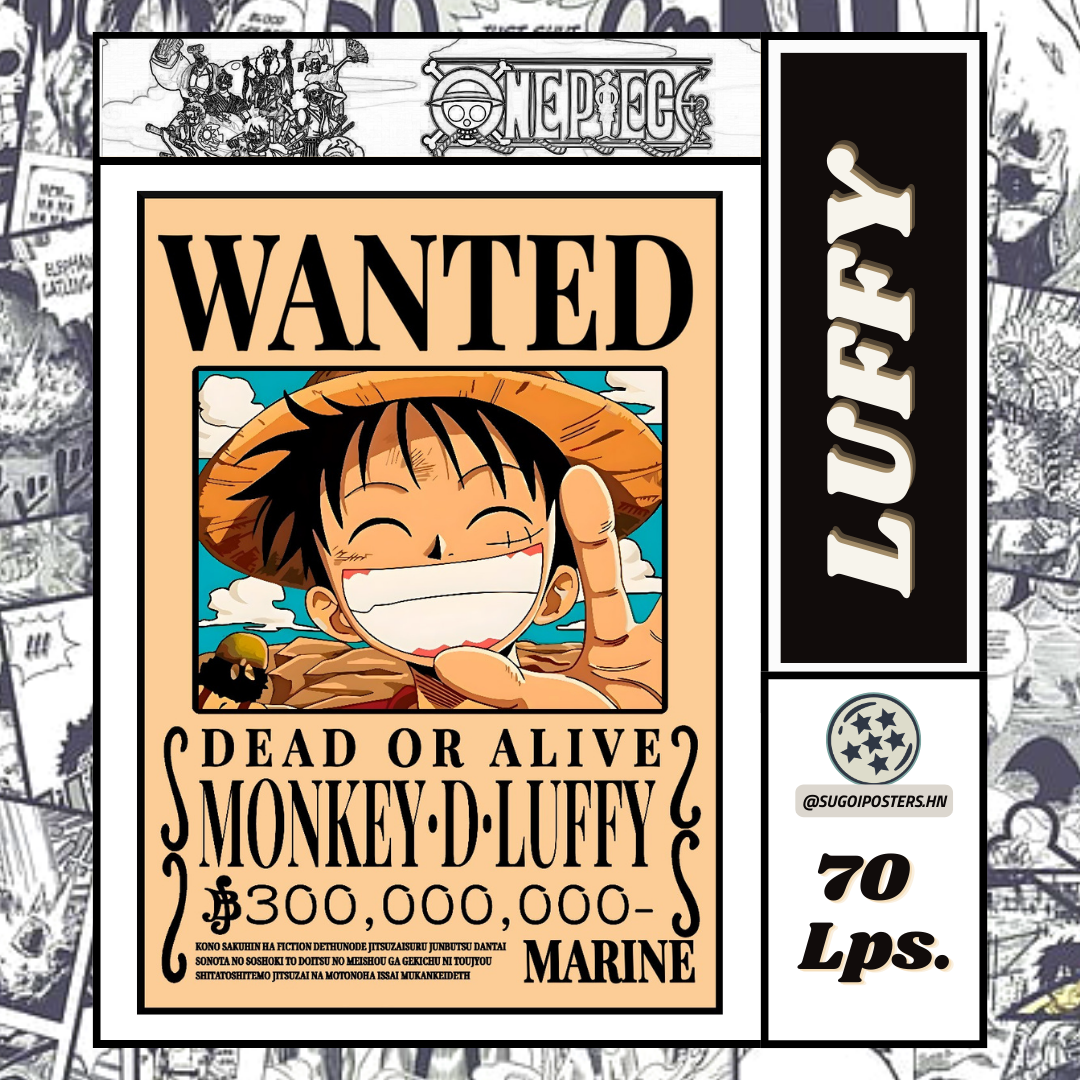 ONE PIECE
WANTED
DEAD OR ALIVE
MONKEY·D·LUFFY
฿300,000,000-
KONO SAKUHIN HA FICTION DETHUNODE JITSUZAISURU JUNBUTSU DANTAI
SONOTA NO SOSHOKI TO DOITSU NO MEISHOU GA GEKICHU NI TOUJYOU
SHITATOSHITEMO JITSUZAI NA MOTONOHA ISSAI MUKANKEIDETH
MARINE
LUFFY
@SUGOIPOSTERS.HN
70
Lps.